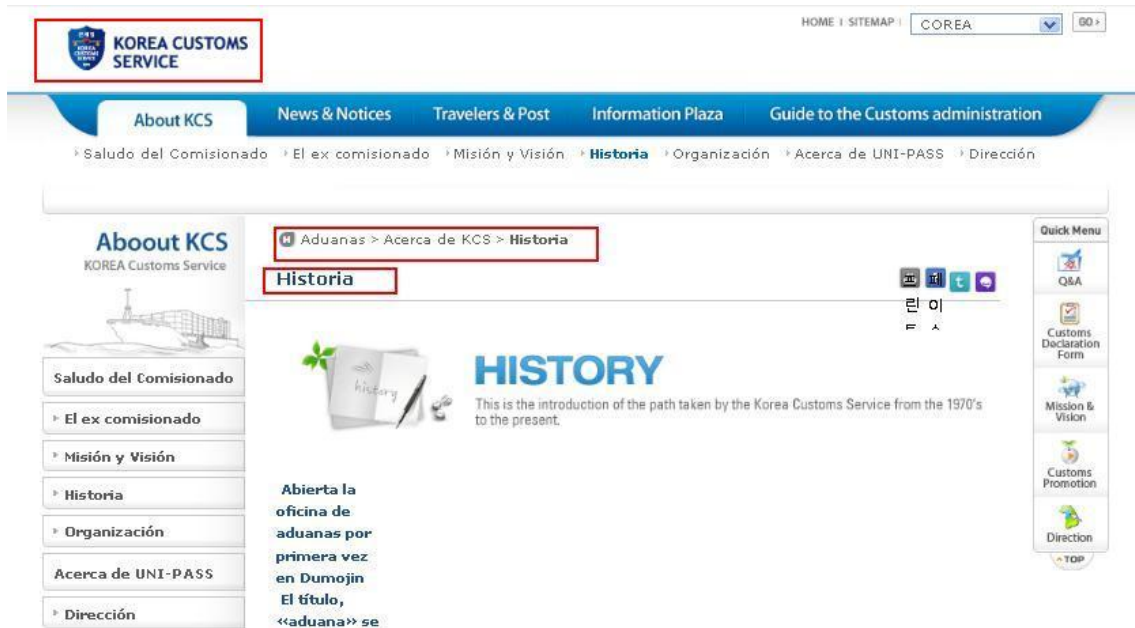 HOME | SITEMAP | COREA GO
KOREA CUSTOMS
SERVICE
About KCS News & Notices Travelers & Post Information Plaza Guide to the Customs administration
Saludo del Comisionado El ex comisionado Misión y Visión Historia Organización Acerca de UNI-PASS Dirección
Aboout KCS
KOREA Customs Service
Saludo del Comisionado
El ex comisionado
Misión y Visión
Historia
Organización
Acerca de UNI-PASS
Dirección
Aduanas > Acerca de KCS > Historia
Historia
프 페
린 이
history
HISTORY
This is the introduction of the path taken by the Korea Customs Service from the 1970's
to the present.
Abierta la
oficina de
aduanas por
primera vez
en Dumojin
El título,
«aduana» se
Quick Menu
Q&A
Customs
Declaration
Form
Mission &
Vision
Customs
Promotion
Direction
TOP